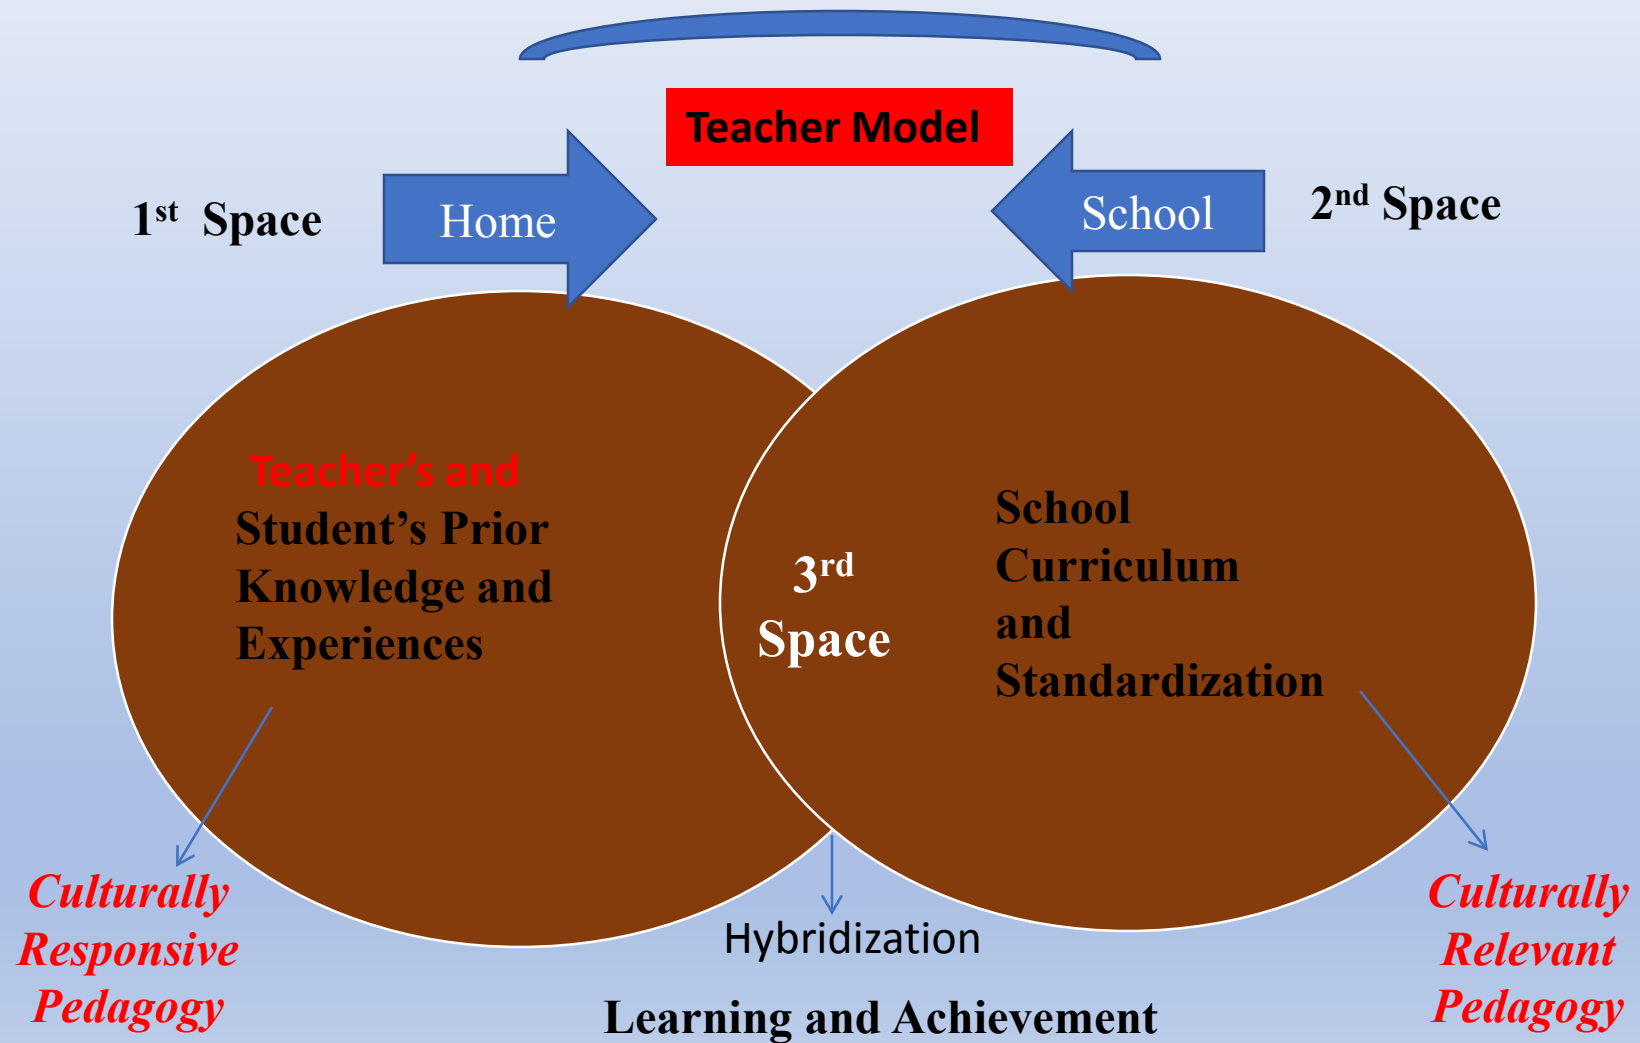 Teacher Model
1st Space
Home
School
2nd Space
Teacher’s and
Student’s Prior
Knowledge and
Experiences
3rd
Space
School
Curriculum
and
Standardization
Culturally
Responsive
Pedagogy
Hybridization
Learning and Achievement
Culturally
Relevant
Pedagogy